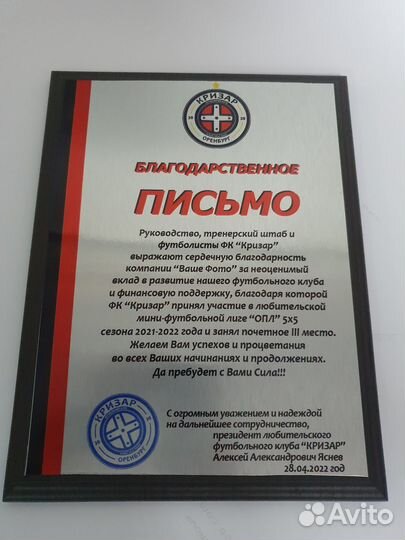 КРИЗАР
20 20
ОРЕНБУРГ
БЛАГОДАРСТВЕННОЕ
ПИСЬМО
Руководство, тренерский штаб и
футболисты ФК "Кризар"
выражают сердечную благодарность
компании "Ваше Фото" за неоценимый
вклад в развитие нашего футбольного клуба
и финансовую поддержку, благодаря которой
ФК "Кризар" принял участие в любительской
мини-футбольной лиге "ОПЛ" 5х5
сезона 2021-2022 года и занял почетное III место.
Желаем Вам успехов и процветания
во всех Ваших начинаниях и продолжениях.
Да пребудет с Вами Сила!!!
С огромным уважением и надеждой
на дальнейшее сотрудничество,
президент любительского
футбольного клуба "КРИЗАР"
Алексей Александрович Яснев
28.04.2022 год
КРИЗАР
ОРЕНБУРГ
Avito